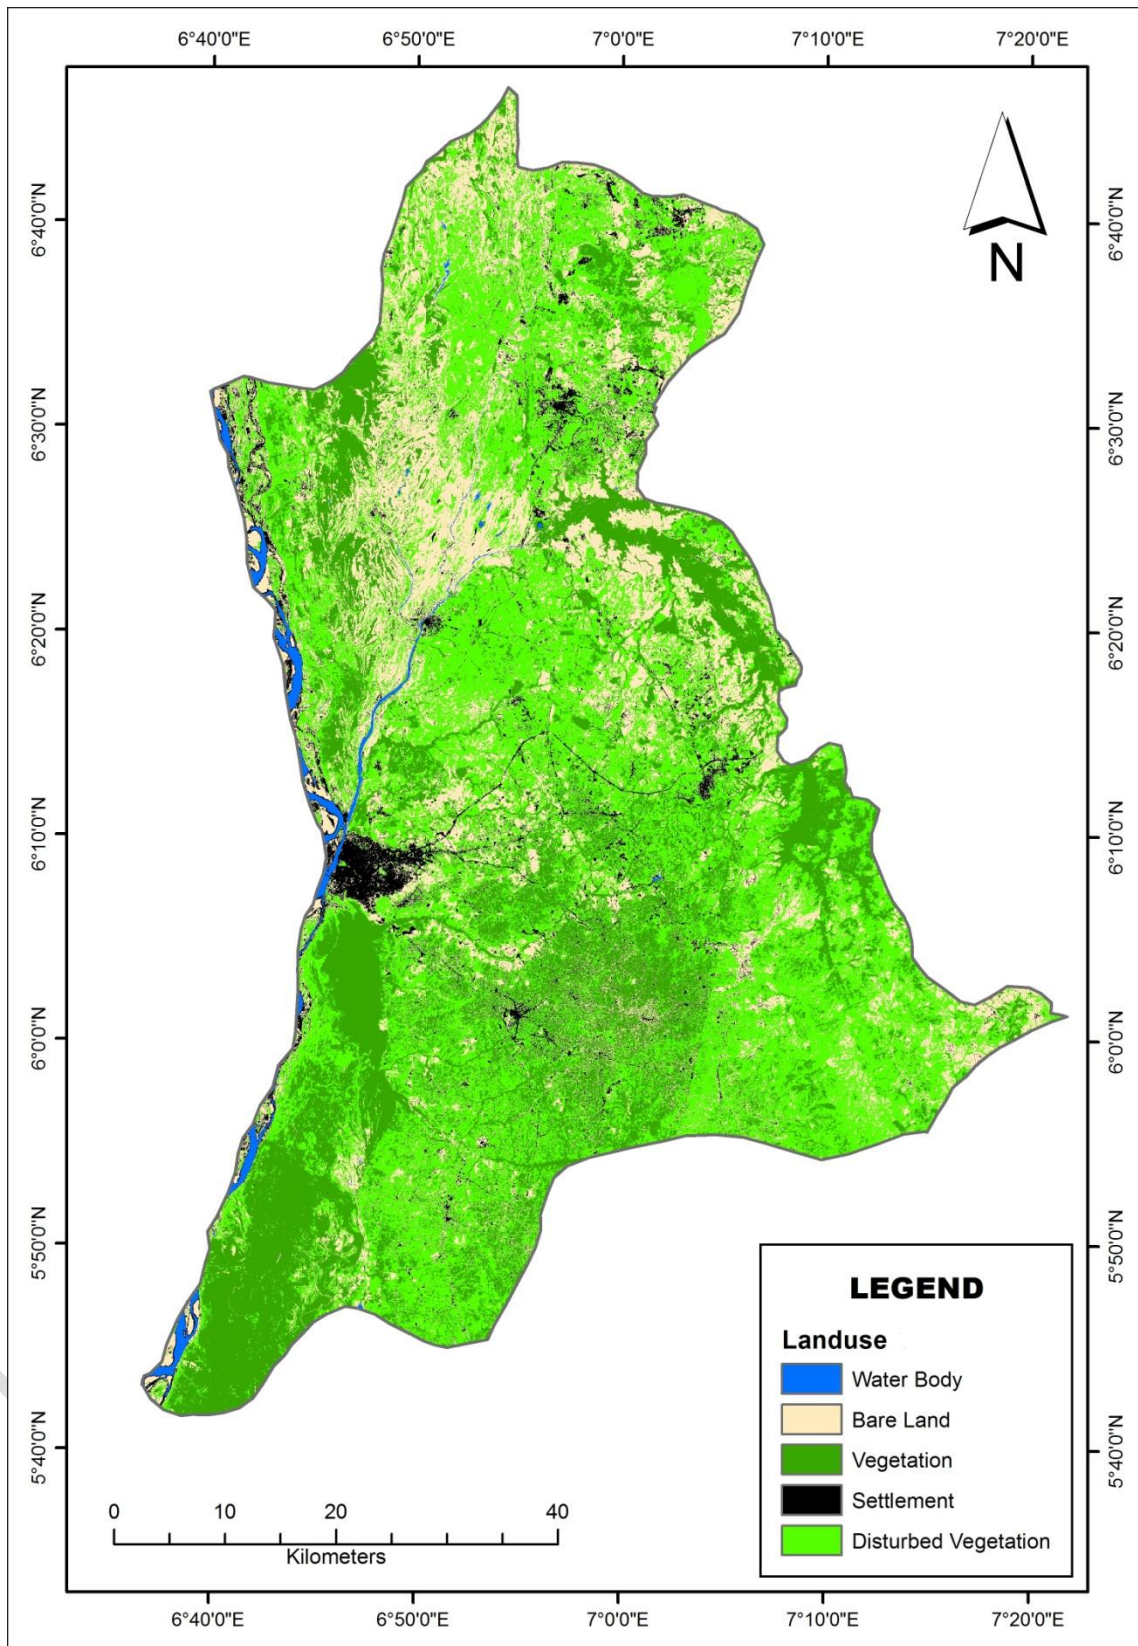 6°40'0"E 6°50'0"E 7°0'0"E 7°10'0"E 7°20'0"E
6°40'0"N 6°40'0"N
N
6°30'0"N 6°30'0"N
6°20'0"N 6°20'0"N
6°10'0"N 6°10'0"N
6°0'0"N 6°0'0"N
5°50'0"N 5°50'0"N
LEGEND
Landuse
Water Body
Bare Land
Vegetation
Settlement
Disturbed Vegetation
5°40'0"N 5°40'0"N
0 10 20 40
Kilometers
6°40'0"E 6°50'0"E 7°0'0"E 7°10'0"E 7°20'0"E